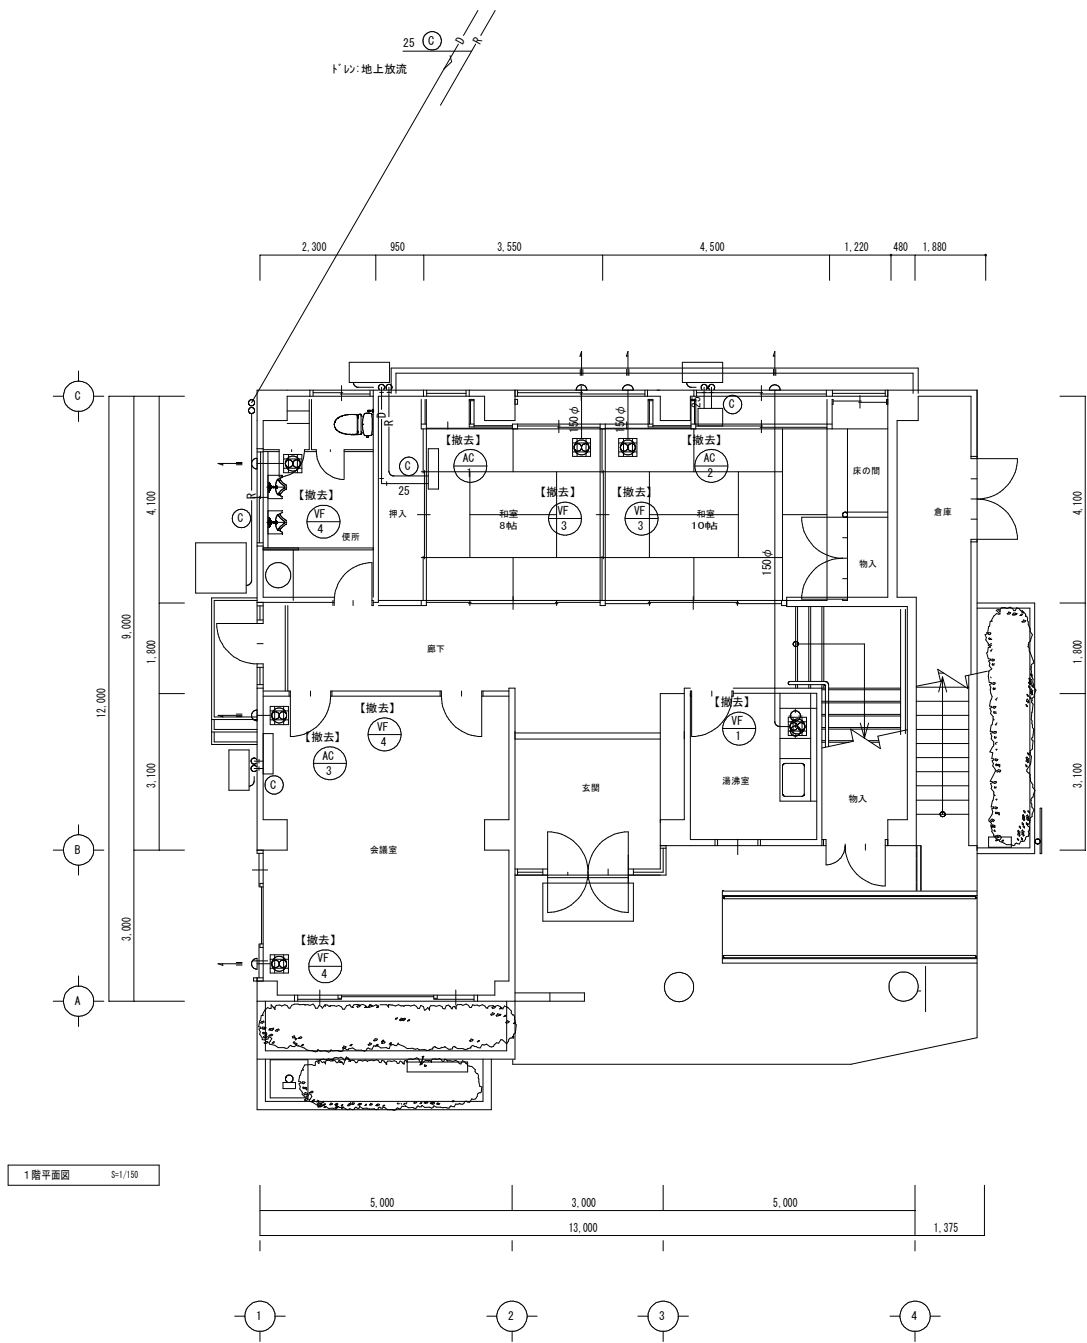 25 Ⓒ
D
R
ﾄﾞﾚﾝ:地上放流
2,300
950
3,550
4,500
1,220
480
1,880
C
【撤去】
AC
1
【撤去】
AC
2
C
150φ
150φ
D
R
C
25
床の間
4,100
4,100
【撤去】
VF
4
便所
押入
【撤去】
VF
3
和室
8帖
【撤去】
VF
3
和室
10帖
倉庫
R
C
150φ
物入
9,000
1,800
1,800
廊下
12,000
【撤去】
VF
4
【撤去】
VF
1
【撤去】
AC
3
C
3,100
3,100
玄関
湯沸室
物入
B
会議室
3,000
【撤去】
VF
4
A
1階平面図 S=1/150
5,000
3,000
5,000
13,000
1,375
1
2
3
4